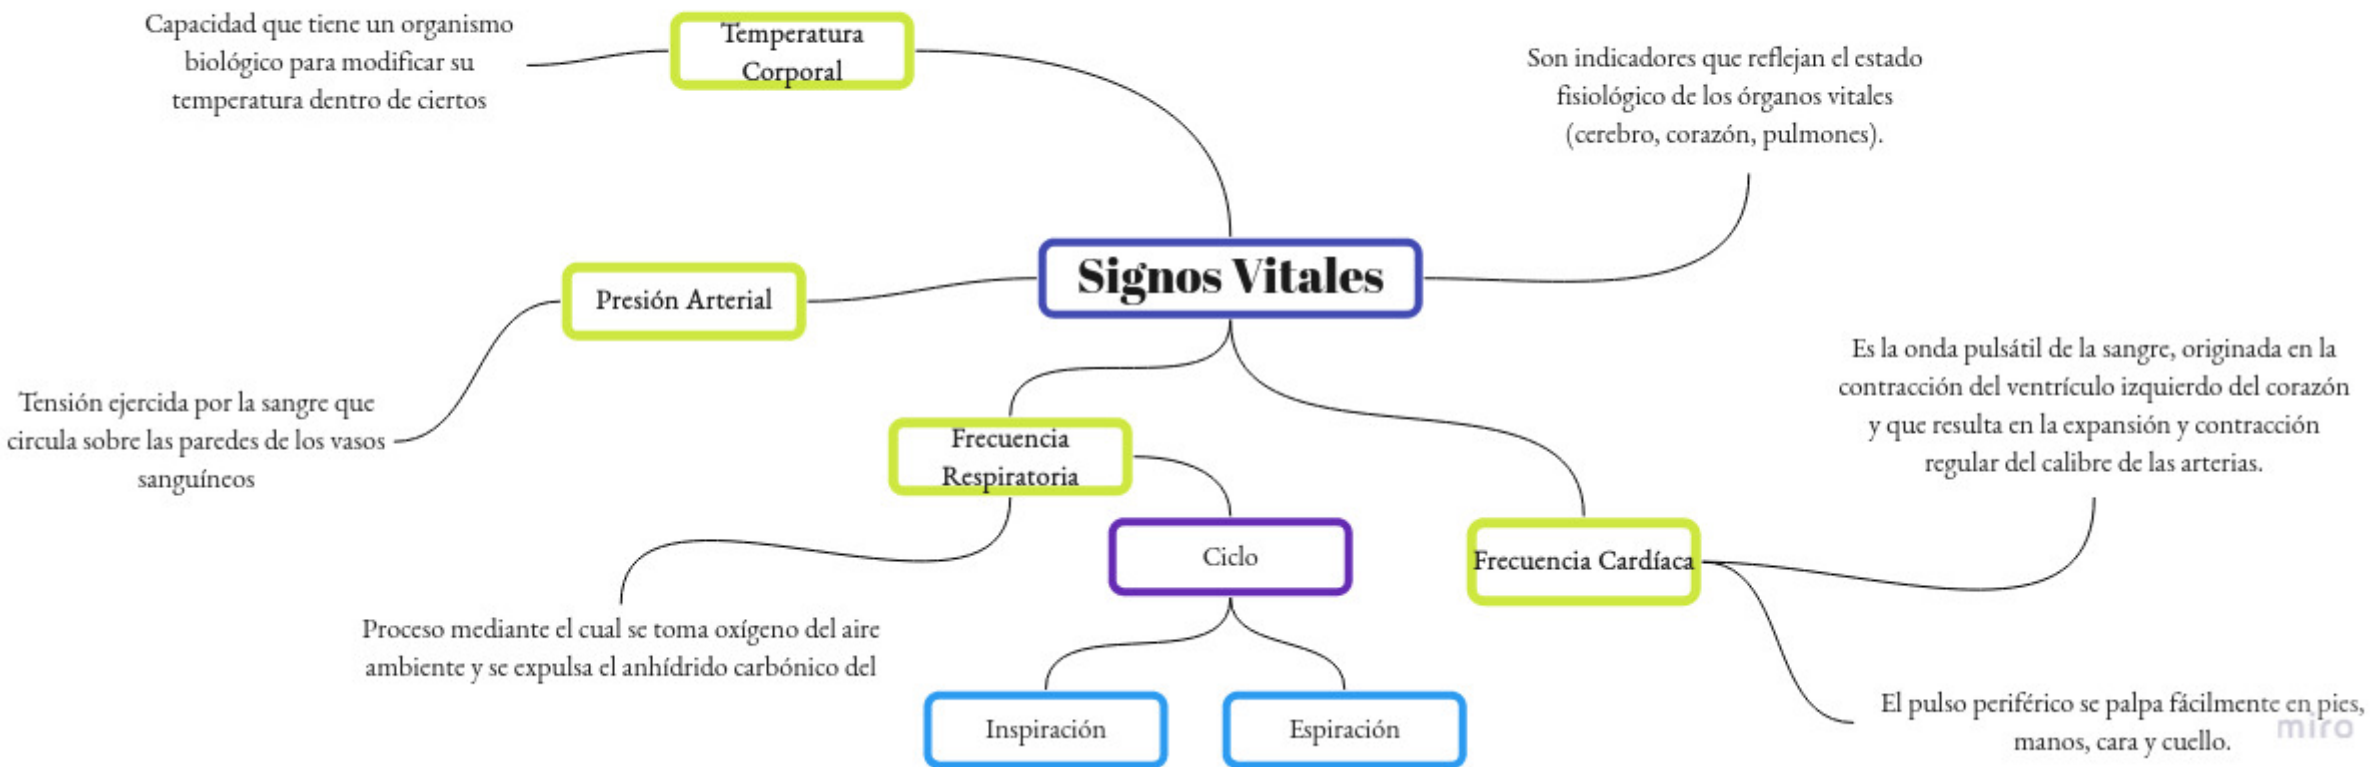 Capacidad que tiene un organismo
biológico para modificar su
temperatura dentro de ciertos
Temperatura
Corporal
Son indicadores que reflejan el estado
fisiológico de los órganos vitales
(cerebro, corazón, pulmones).
Signos Vitales
Presión Arterial
Tensión ejercida por la sangre que
circula sobre las paredes de los vasos
sanguíneos
Frecuencia
Respiratoria
Proceso mediante el cual se toma oxígeno del aire
ambiente y se expulsa el anhídrido carbónico del
Ciclo
Inspiración
Espiración
Frecuencia Cardíaca
Es la onda pulsátil de la sangre, originada en la
contracción del ventrículo izquierdo del corazón
y que resulta en la expansión y contracción
regular del calibre de las arterias.
El pulso periférico se palpa fácilmente en pies,
manos, cara y cuello.
miro